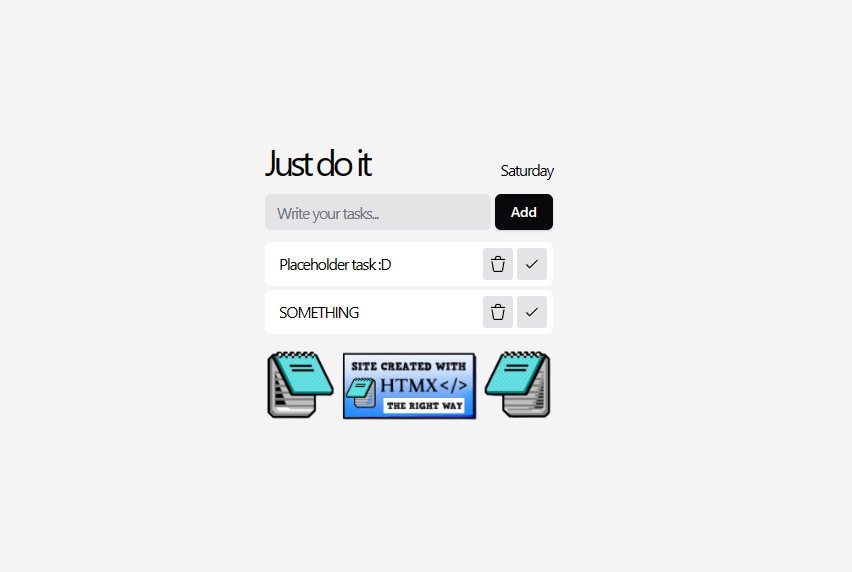 Just do it
Saturday
Write your tasks...
Add
Placeholder task :D
SOMETHING
SITE CREATED WITH
HTMX</>
THE RIGHT WAY